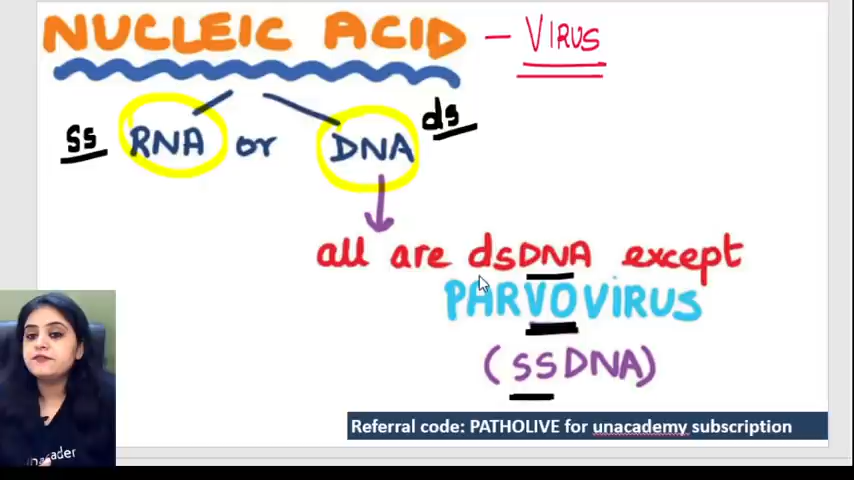 NUCLEIC ACID - VIRUS
ss RNA or DNA ds
all are dsDNA except
PARVOVIRUS
(SSDNA)
Referral code: PATHOLIVE for unacademy subscription